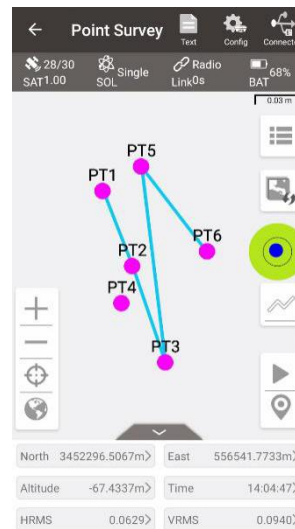 Point Survey
Text Config Connect
28/30 Single Radio 68%
SAT1.00 SOL Link0s BAT
0.03 m
PT5
PT1
PT6
PT2
PT4
PT3
North 3452296.5067m> East 556541.7733m>
Altitude -67.4337m> Time 14:04:47>
HRMS 0.0629> VRMS 0.0940>